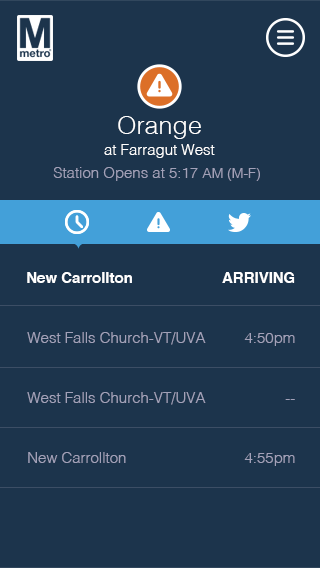 M
metro
Orange
at Farragut West
Station Opens at 5:17 AM (M-F)
New Carrollton ARRIVING
West Falls Church-VT/UVA 4:50pm
West Falls Church-VT/UVA --
New Carrollton 4:55pm